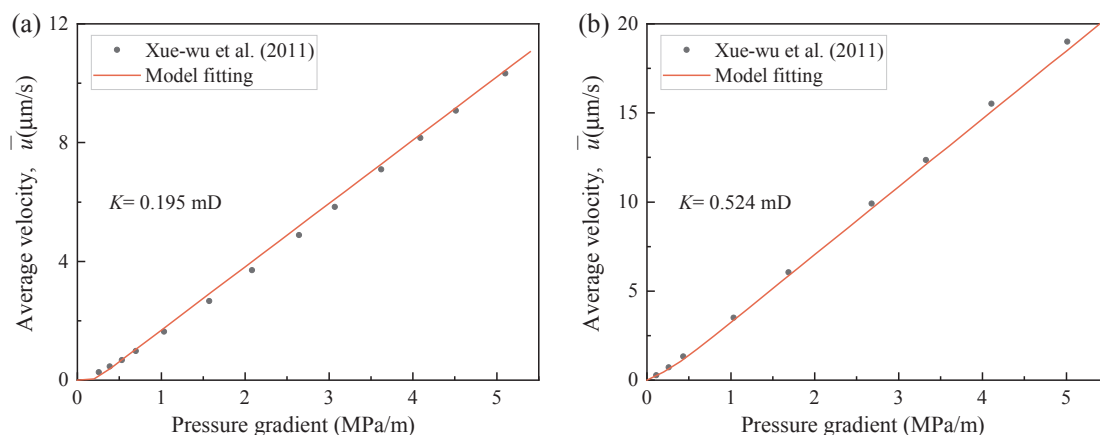 (a)
12
8
4
0
Average velocity, u̅(μm/s)
Xue-wu et al. (2011)
Model fitting
K= 0.195 mD
0 1 2 3 4 5
Pressure gradient (MPa/m)
(b)
20
15
10
5
0
Average velocity, u̅(μm/s)
Xue-wu et al. (2011)
Model fitting
K= 0.524 mD
0 1 2 3 4 5
Pressure gradient (MPa/m)